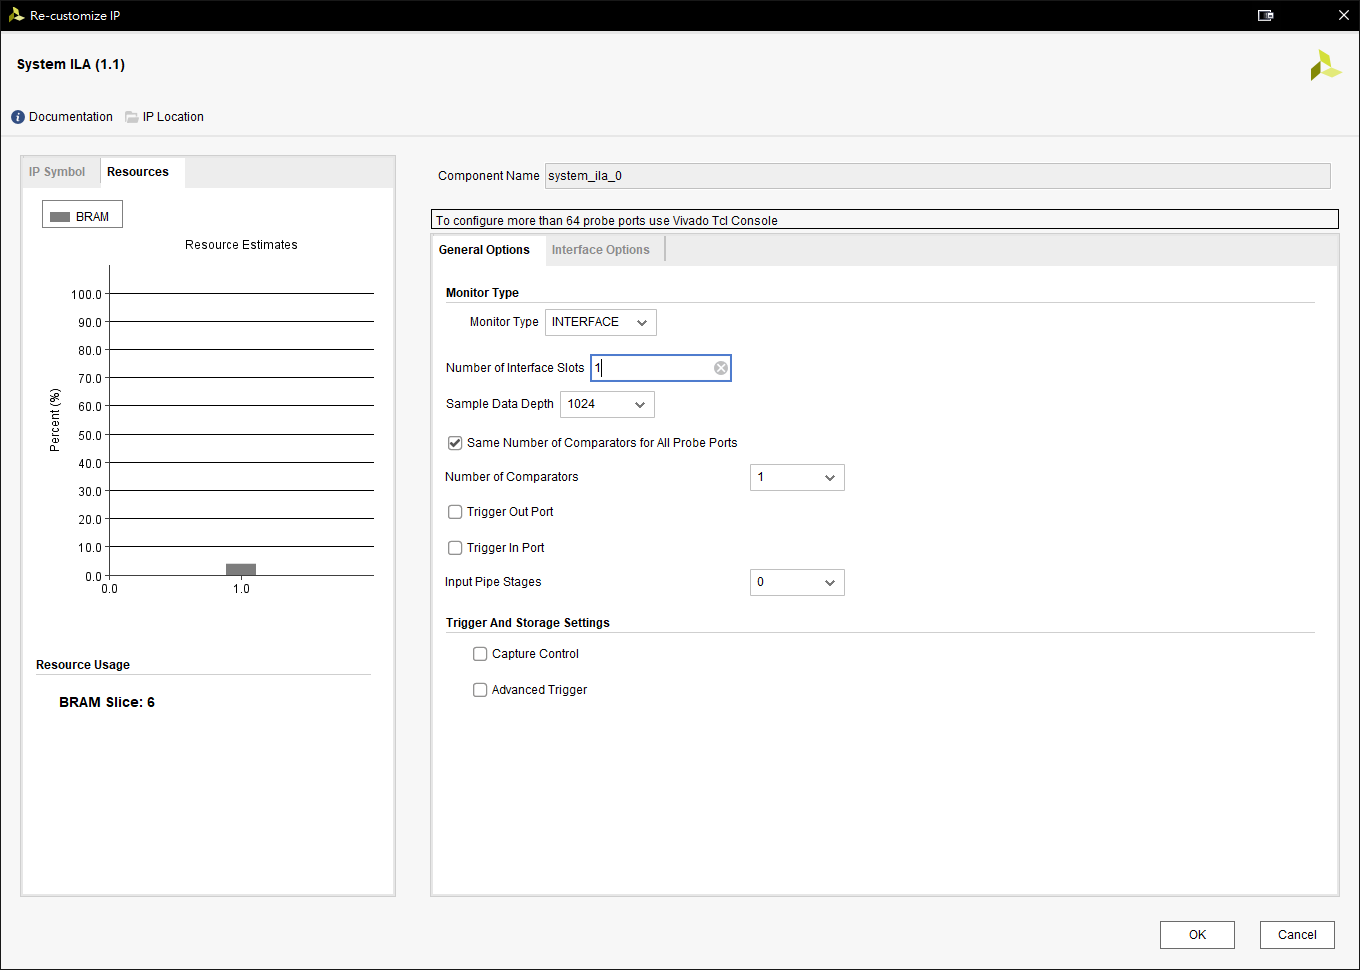 Re-customize IP
System ILA (1.1)
Documentation IP Location
IP Symbol Resources
BRAM
Resource Estimates
100.0
90.0
80.0
70.0
60.0
50.0
40.0
30.0
20.0
10.0
0.0
Percent (%)
0.0 1.0
Resource Usage
BRAM Slice: 6
Component Name system_ila_0
To configure more than 64 probe ports use Vivado Tcl Console
General Options Interface Options
Monitor Type
Monitor Type INTERFACE
Number of Interface Slots 1
Sample Data Depth 1024
Same Number of Comparators for All Probe Ports
Number of Comparators 1
Trigger Out Port
Trigger In Port
Input Pipe Stages 0
Trigger And Storage Settings
Capture Control
Advanced Trigger
OK Cancel